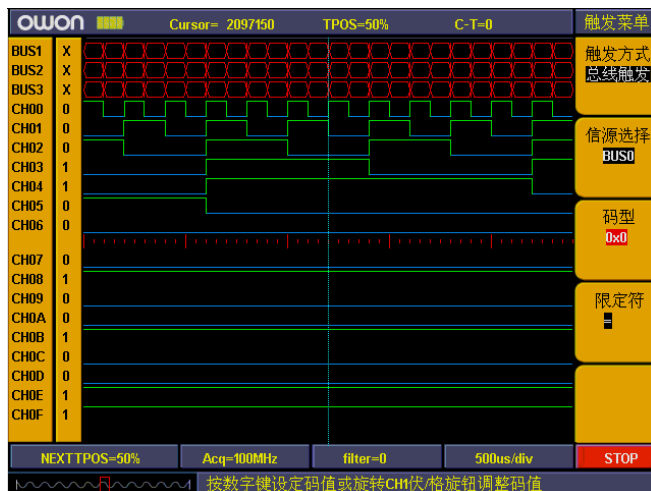 owon Cursor= 2097150 TPOS=50% C-T=0 触发菜单
BUS1 X
BUS2 X
BUS3 X
CH00 0
CH01 0
CH02 0
CH03 1
CH04 1
CH05 0
CH06 0
CH07 0
CH08 1
CH09 0
CH0A 0
CH0B 1
CH0C 0
CH0D 0
CH0E 1
CH0F 1
触发方式
总线触发
信源选择
BUS0
码型
0x0
限定符
=
NEXTTPOS=50% Acq=100MHz filter=0 500us/div STOP
按数字键设定码值或旋转CH1伏/格旋钮调整码值